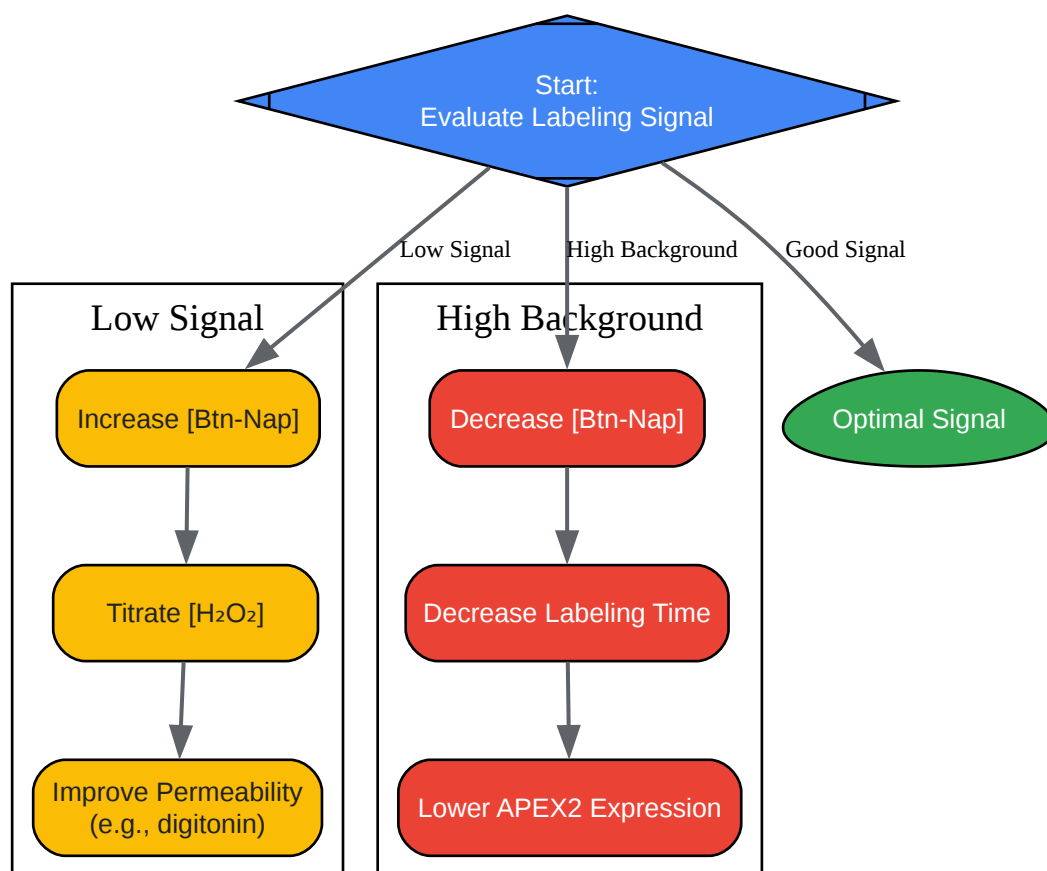 Start:
Evaluate Labeling Signal
Low Signal
High Background
Good Signal
Low Signal
Increase [Btn-Nap]
Titrate [H₂O₂]
Improve Permeability
(e.g., digitonin)
High Background
Decrease [Btn-Nap]
Decrease Labeling Time
Lower APEX2 Expression
Optimal Signal